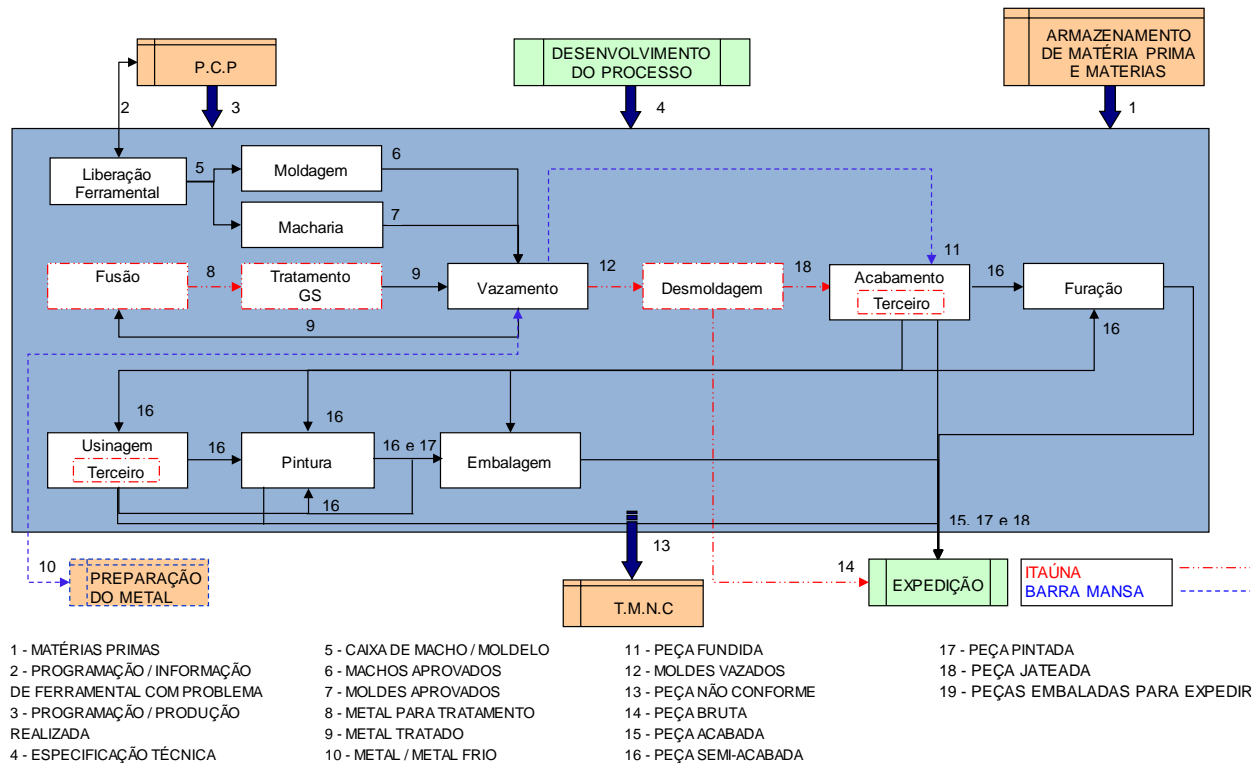 P.C.P
DESENVOLVIMENTO
DO PROCESSO
ARMAZENAMENTO
DE MATÉRIA PRIMA
E MATERIAS
2
3
4
1
Liberação
Ferramental
5
Moldagem
6
Macharia
7
11
Fusão
8
Tratamento
GS
9
Vazamento
12
Desmoldagem
18
Acabamento
Terceiro
16
Furação
9
16
16
16
Usinagem
Terceiro
16
Pintura
16 e 17
Embalagem
16
15, 17 e 18
10
PREPARAÇÃO
DO METAL
13
T.M.N.C
14
EXPEDIÇÃO
ITAÚNA
BARRA MANSA
1 - MATÉRIAS PRIMAS
2 - PROGRAMAÇÃO / INFORMAÇÃO
DE FERRAMENTAL COM PROBLEMA
3 - PROGRAMAÇÃO / PRODUÇÃO
REALIZADA
4 - ESPECIFICAÇÃO TÉCNICA
5 - CAIXA DE MACHO / MOLDELO
6 - MACHOS APROVADOS
7 - MOLDES APROVADOS
8 - METAL PARA TRATAMENTO
9 - METAL TRATADO
10 - METAL / METAL FRIO
11 - PEÇA FUNDIDA
12 - MOLDES VAZADOS
13 - PEÇA NÃO CONFORME
14 - PEÇA BRUTA
15 - PEÇA ACABADA
16 - PEÇA SEMI-ACABADA
17 - PEÇA PINTADA
18 - PEÇA JATEADA
19 - PEÇAS EMBALADAS PARA EXPEDIR